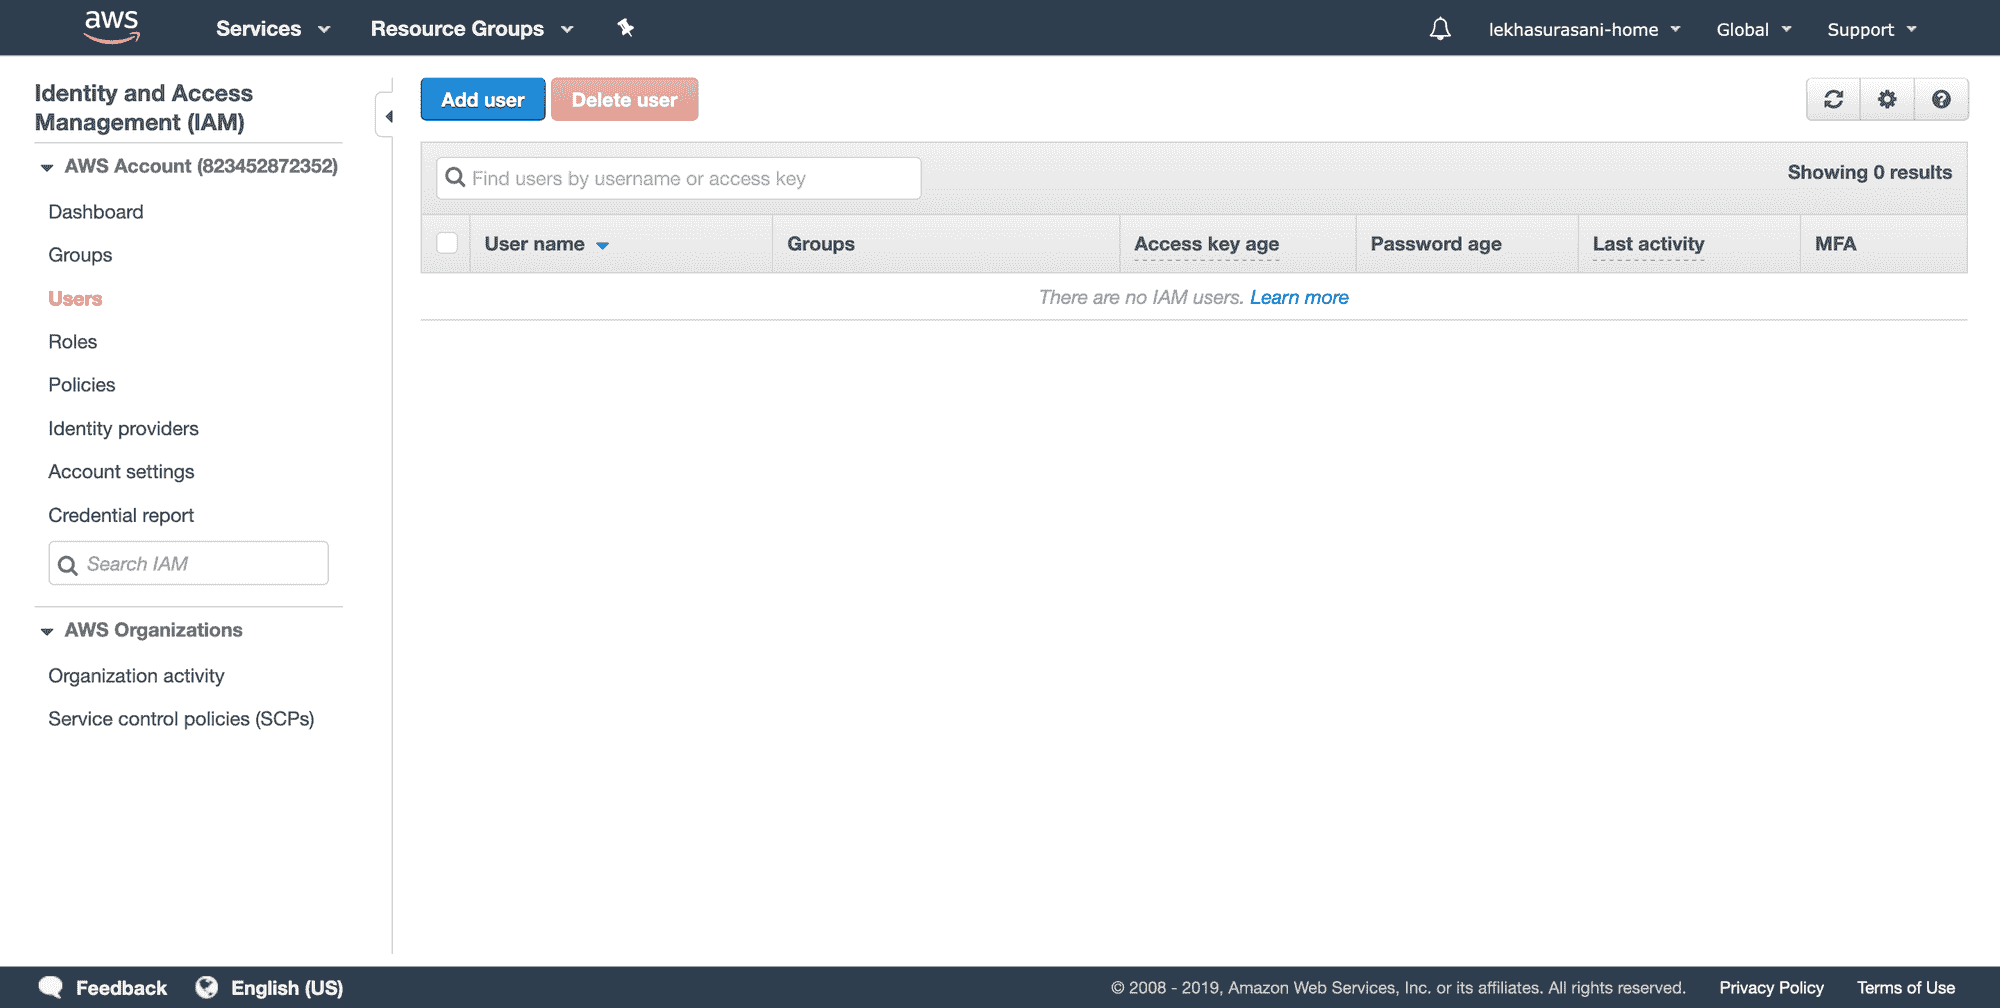 aws Services Resource Groups lekhasurasani-home Global Support
Identity and Access
Management (IAM)
AWS Account (823452872352)
Dashboard
Groups
Users
Roles
Policies
Identity providers
Account settings
Credential report
Search IAM
AWS Organizations
Organization activity
Service control policies (SCPs)
Add user Delete user
Find users by username or access key Showing 0 results
User name Groups Access key age Password age Last activity MFA
There are no IAM users. Learn more
Feedback English (US) © 2008 - 2019, Amazon Web Services, Inc. or its affiliates. All rights reserved. Privacy Policy Terms of Use